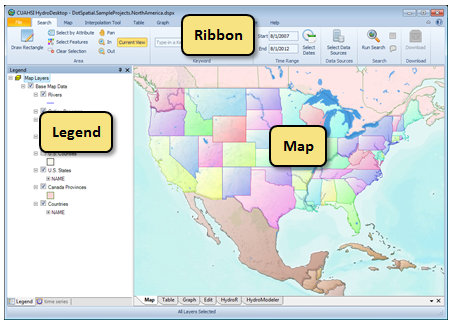 CUAHSI HydroDesktop - DotSpatial.SampleProjects.NorthAmerica.dspx
File Search Map Interpolation Tool Table Graph Help
Ribbon
Draw Rectangle
Select by Attribute
Select Features
Clear Selection
Pan
In
Out
Current View
Type-in a
Start 8/1/2007
End 8/1/2012
Select Dates
Select Data Sources
Run Search
Download
Area Keyword Time Range Data Sources Search Download
Legend
Map Layers
Base Map Data
Rivers
Legend
U.S. Counties
U.S. States
NAME
Canada Provinces
Countries
NAME
Map
Legend time series
Map Table Graph Edit HydroR HydroModeler
All Layers Selected